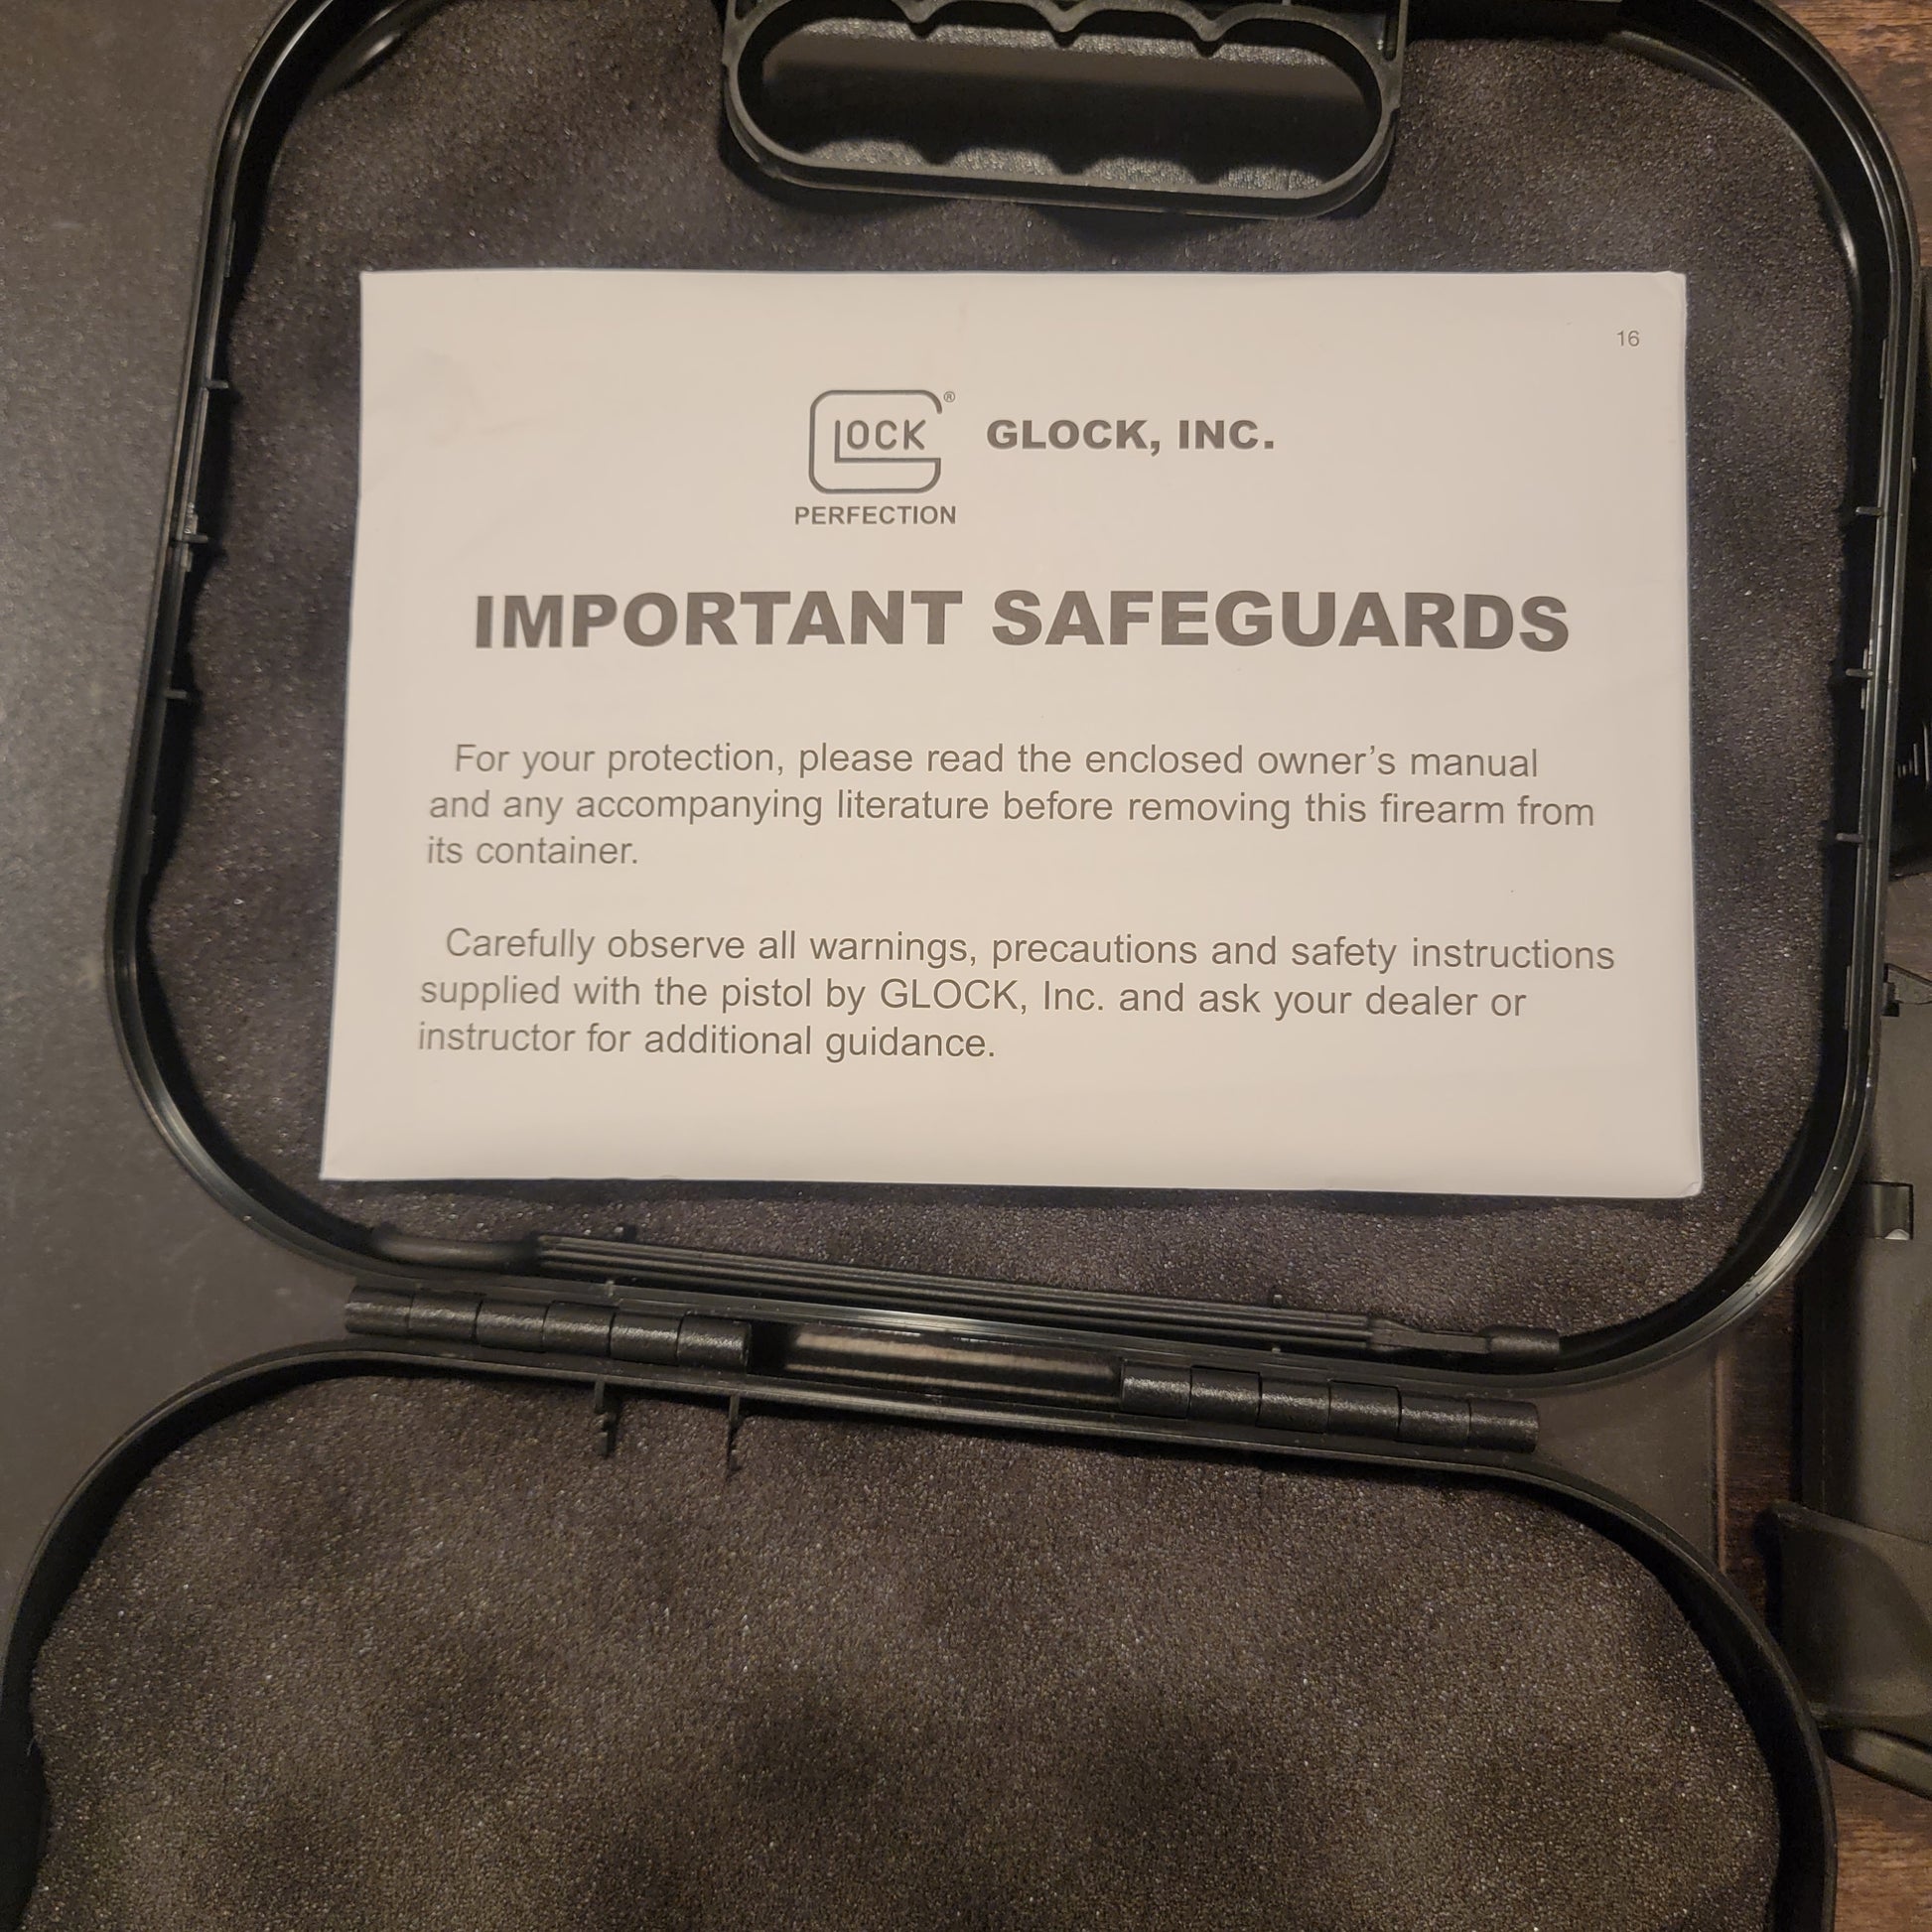 16
GLOCK ® GLOCK, INC.
PERFECTION
IMPORTANT SAFEGUARDS
For your protection, please read the enclosed owner’s manual
and any accompanying literature before removing this firearm from
its container.
Carefully observe all warnings, precautions and safety instructions
supplied with the pistol by GLOCK, Inc. and ask your dealer or
instructor for additional guidance.